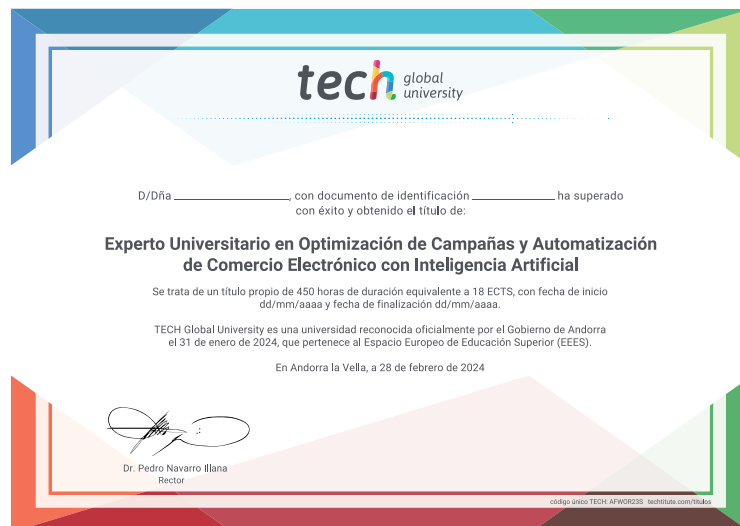 tech global university
D/Dña ______________, con documento de identificación ______________ ha superado
con éxito y obtenido el título de:
Experto Universitario en Optimización de Campañas y Automatización
de Comercio Electrónico con Inteligencia Artificial
Se trata de un título propio de 450 horas de duración equivalente a 18 ECTS, con fecha de inicio
dd/mm/aaaa y fecha de finalización dd/mm/aaaa.
TECH Global University es una universidad reconocida oficialmente por el Gobierno de Andorra
el 31 de enero de 2024, que pertenece al Espacio Europeo de Educación Superior (EEES).
En Andorra la Vella, a 28 de febrero de 2024
Dr. Pedro Navarro Illana
Rector
código único TECH: AFWOR23S techtitute.com/titulos